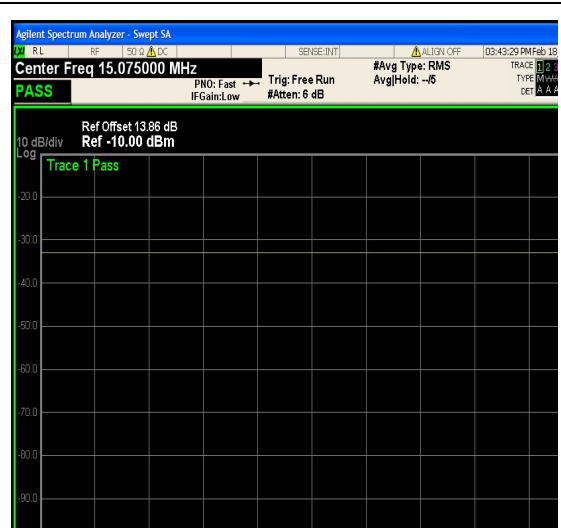 Agilent Spectrum Analyzer - Swept SA
LXI RL RF 50 Ω DC SENSE:INT ALIGN OFF 03:43:29 PM Feb 18
Center Freq 15.075000 MHz #Avg Type: RMS TRACE 1 2 3
PNO: Fast Trig: Free Run Avg|Hold: --/5 TYPE M
PASS IFGain:Low #Atten: 6 dB DET A A A
Ref Offset 13.86 dB
10 dB/div Ref -10.00 dBm
Log
Trace 1 Pass
-20.0
-30.0
-40.0
-50.0
-60.0
-70.0
-80.0
-90.0